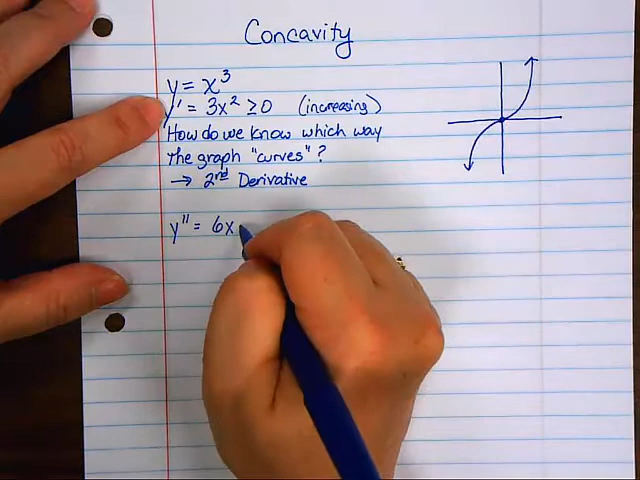 Concavity
y = x³
y' = 3x² ≥ 0 (increasing)
How do we know which way
the graph "curves"?
→ 2nd Derivative
y" = 6x